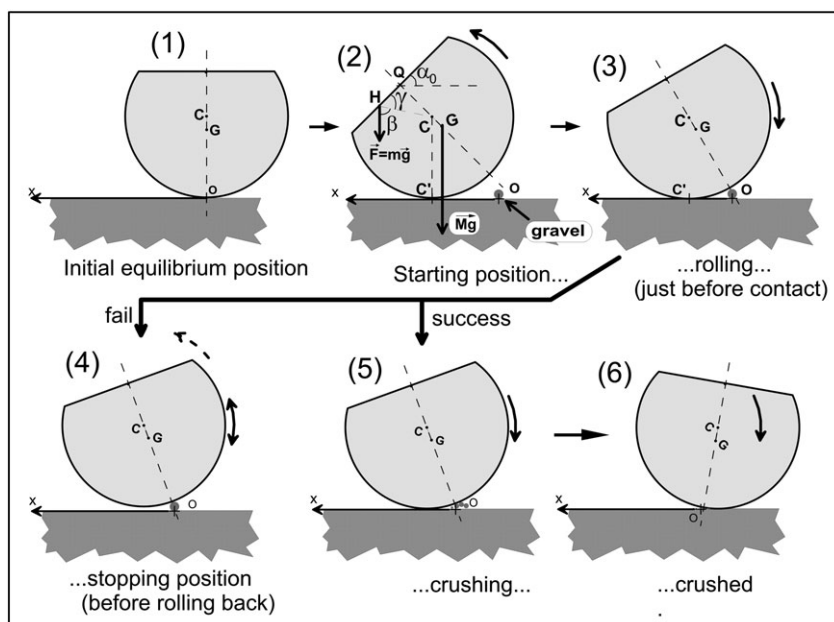 (1)
C
G
O
x
Initial equilibrium position
(2)
Q
α₀
H
γ
β
C
G
F⃗=mg⃗
x
C'
O
Mg⃗
gravel
Starting position...
(3)
C
G
x
C'
O
...rolling...
(just before contact)
fail
success
(4)
C
G
x
O
...stopping position
(before rolling back)
(5)
C
G
x
O
...crushing...
(6)
C
G
x
O
...crushed
.